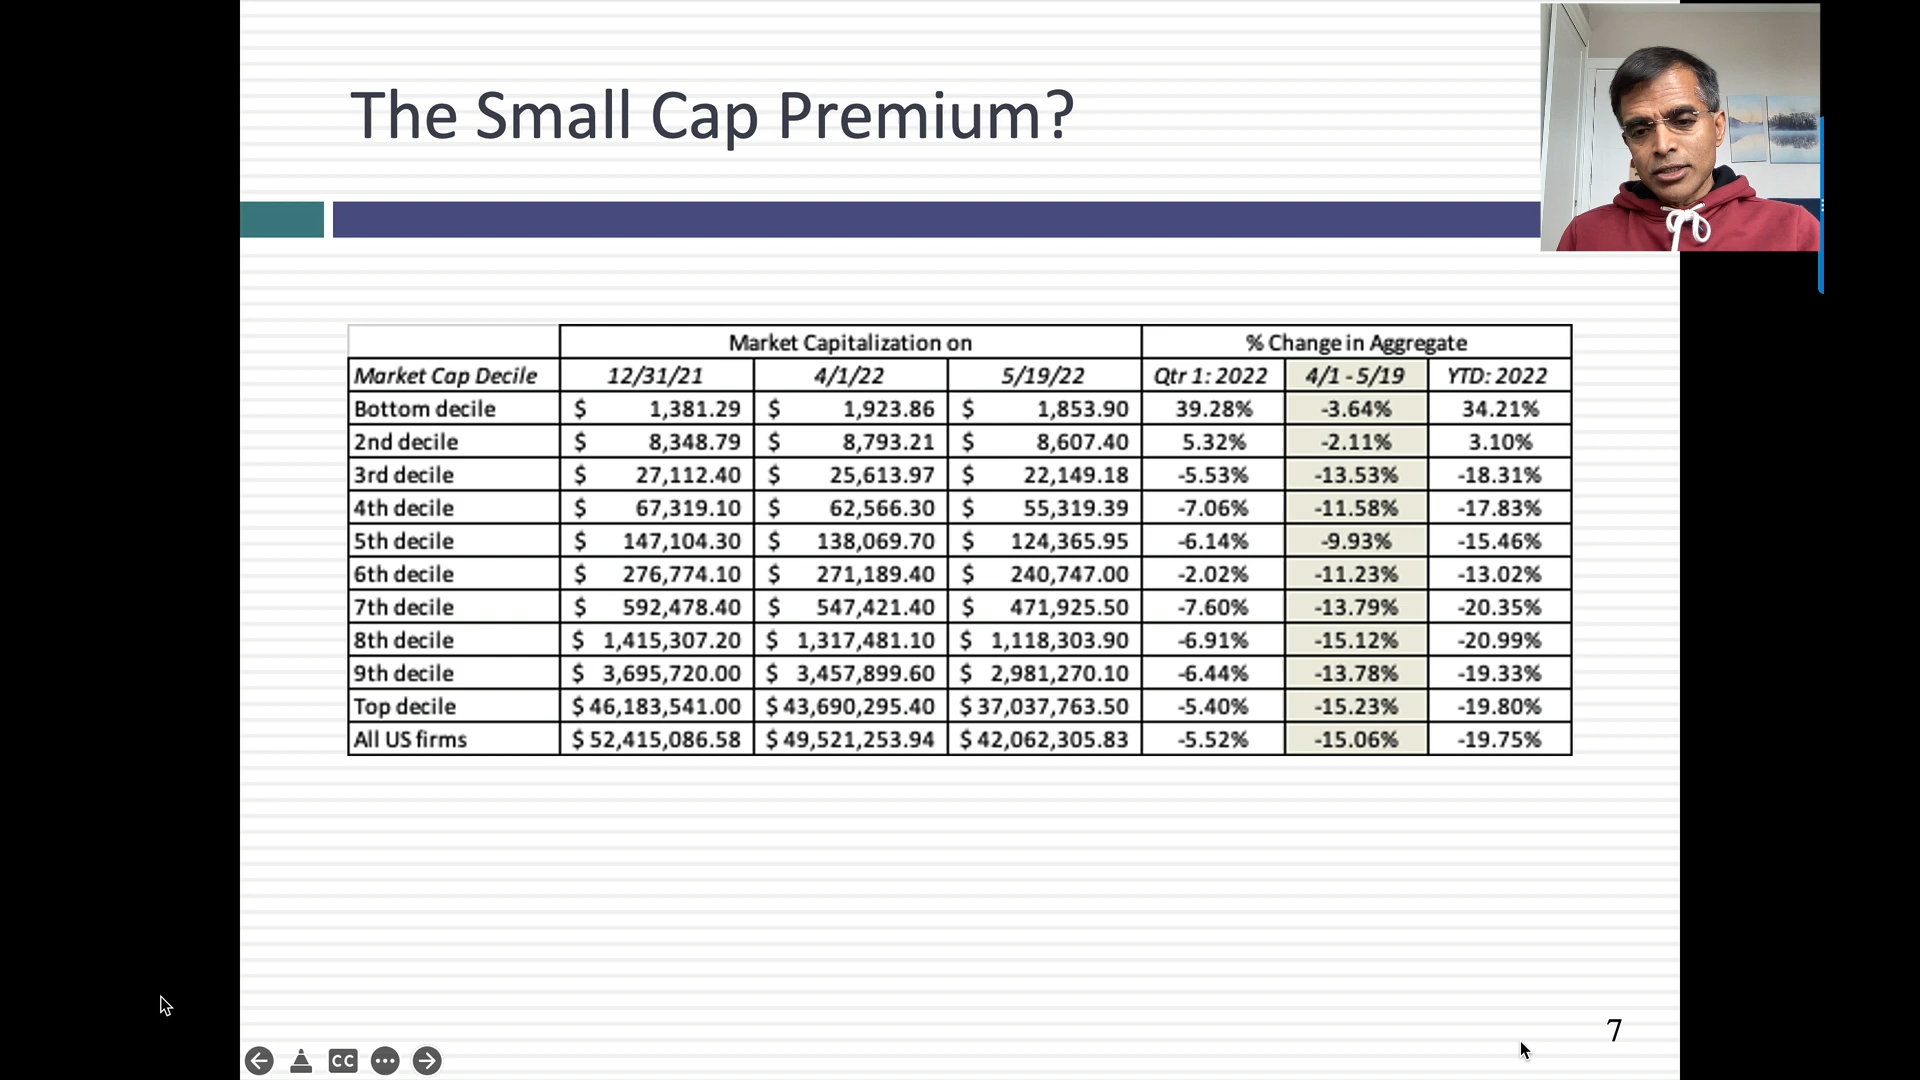 The Small Cap Premium?
Market Capitalization on % Change in Aggregate
Market Cap Decile 12/31/21 4/1/22 5/19/22 Qtr 1: 2022 4/1 - 5/19 YTD: 2022
Bottom decile $ 1,381.29 $ 1,923.86 $ 1,853.90 39.28% -3.64% 34.21%
2nd decile $ 8,348.79 $ 8,793.21 $ 8,607.40 5.32% -2.11% 3.10%
3rd decile $ 27,112.40 $ 25,613.97 $ 22,149.18 -5.53% -13.53% -18.31%
4th decile $ 67,319.10 $ 62,566.30 $ 55,319.39 -7.06% -11.58% -17.83%
5th decile $ 147,104.30 $ 138,069.70 $ 124,365.95 -6.14% -9.93% -15.46%
6th decile $ 276,774.10 $ 271,189.40 $ 240,747.00 -2.02% -11.23% -13.02%
7th decile $ 592,478.40 $ 547,421.40 $ 471,925.50 -7.60% -13.79% -20.35%
8th decile $ 1,415,307.20 $ 1,317,481.10 $ 1,118,303.90 -6.91% -15.12% -20.99%
9th decile $ 3,695,720.00 $ 3,457,899.60 $ 2,981,270.10 -6.44% -13.78% -19.33%
Top decile $ 46,183,541.00 $ 43,690,295.40 $ 37,037,763.50 -5.40% -15.23% -19.80%
All US firms $ 52,415,086.58 $ 49,521,253.94 $ 42,062,305.83 -5.52% -15.06% -19.75%
7
CC